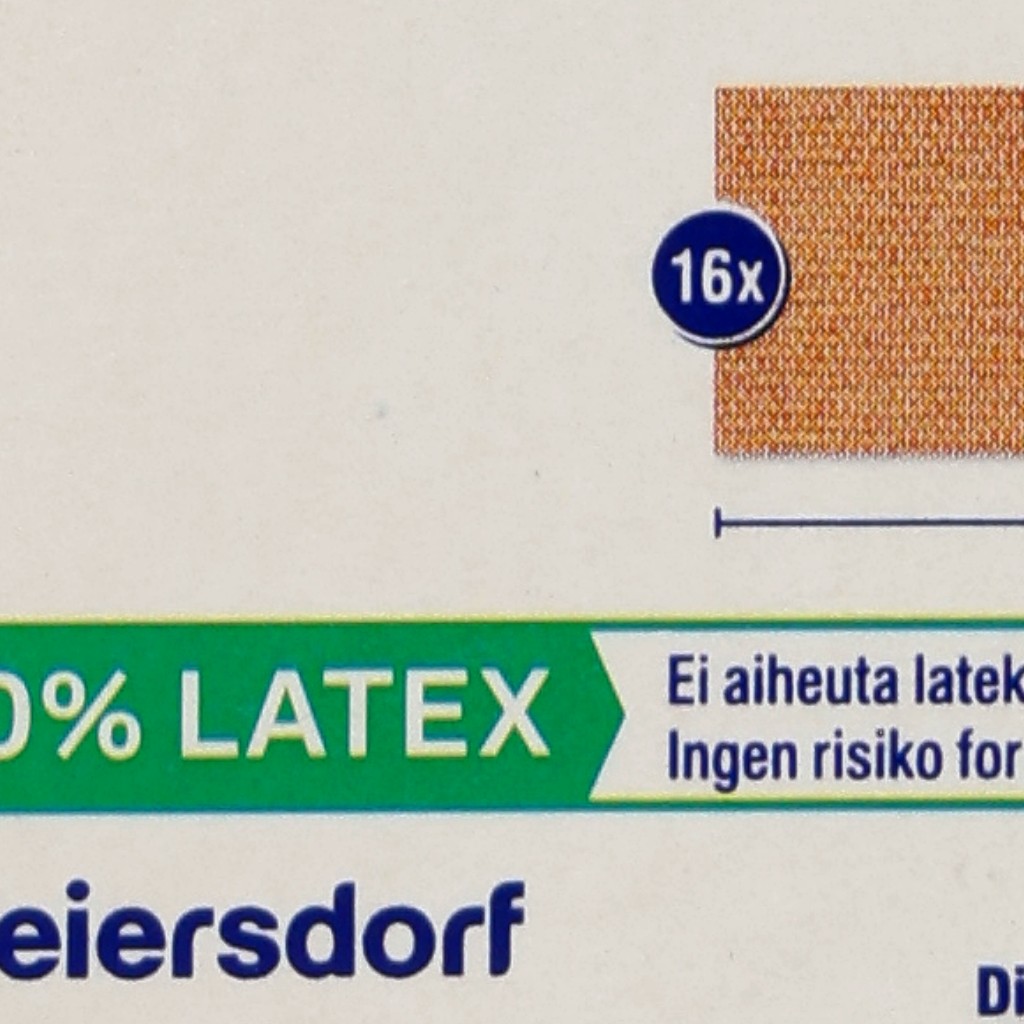 16x
0% LATEX
Ei aiheuta latek
Ingen risiko for
eiersdorf
Di